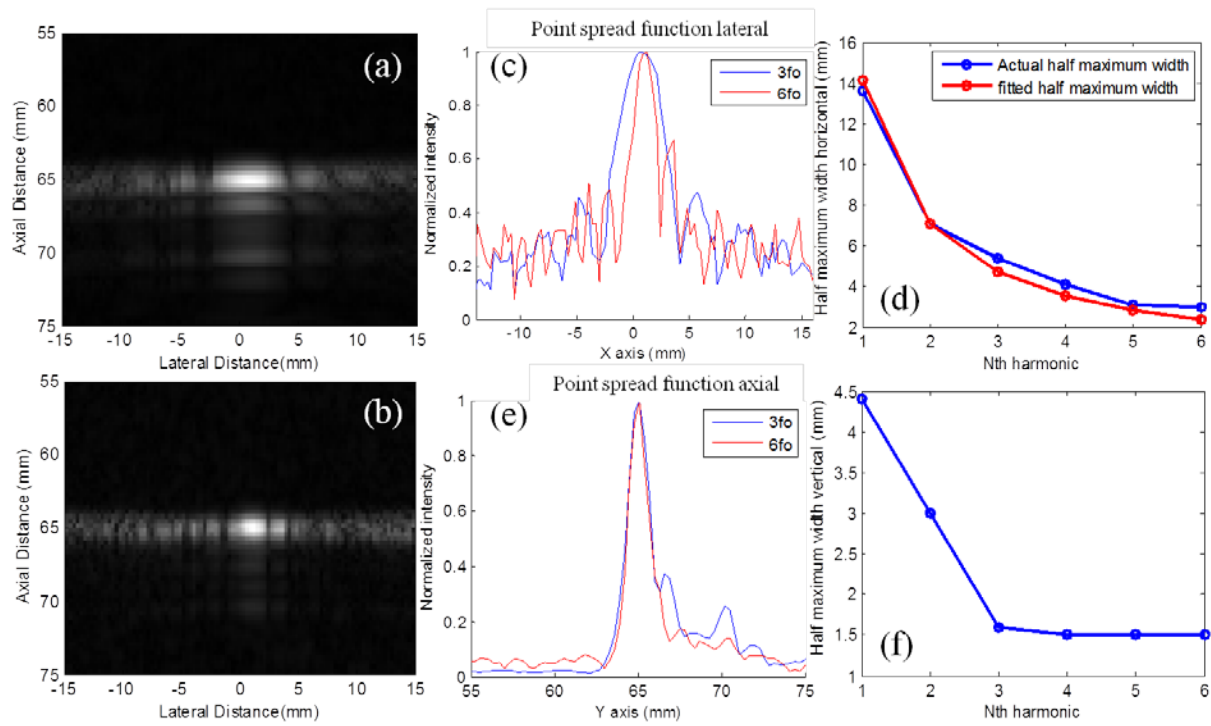 55
60
65
70
75
-15
-10
-5
0
5
10
15
Axial Distance (mm)
Lateral Distance(mm)
(a)
Point spread function lateral
(c)
3fo
6fo
1
0.8
0.6
0.4
0.2
0
-10
-5
0
5
10
15
Normalized intensity
X axis (mm)
16
14
12
10
8
6
4
2
1
2
3
4
5
6
Half maximum width horizontal (mm)
Nth harmonic
Actual half maximum width
fitted half maximum width
(d)
55
60
65
70
75
-15
-10
-5
0
5
10
15
Axial Distance (mm)
Lateral Distance(mm)
(b)
Point spread function axial
(e)
3fo
6fo
1
0.8
0.6
0.4
0.2
0
55
60
65
70
75
Normalized intensity
Y axis (mm)
4.5
4
3.5
3
2.5
2
1.5
1
1
2
3
4
5
6
Half maximum width vertical (mm)
Nth harmonic
(f)